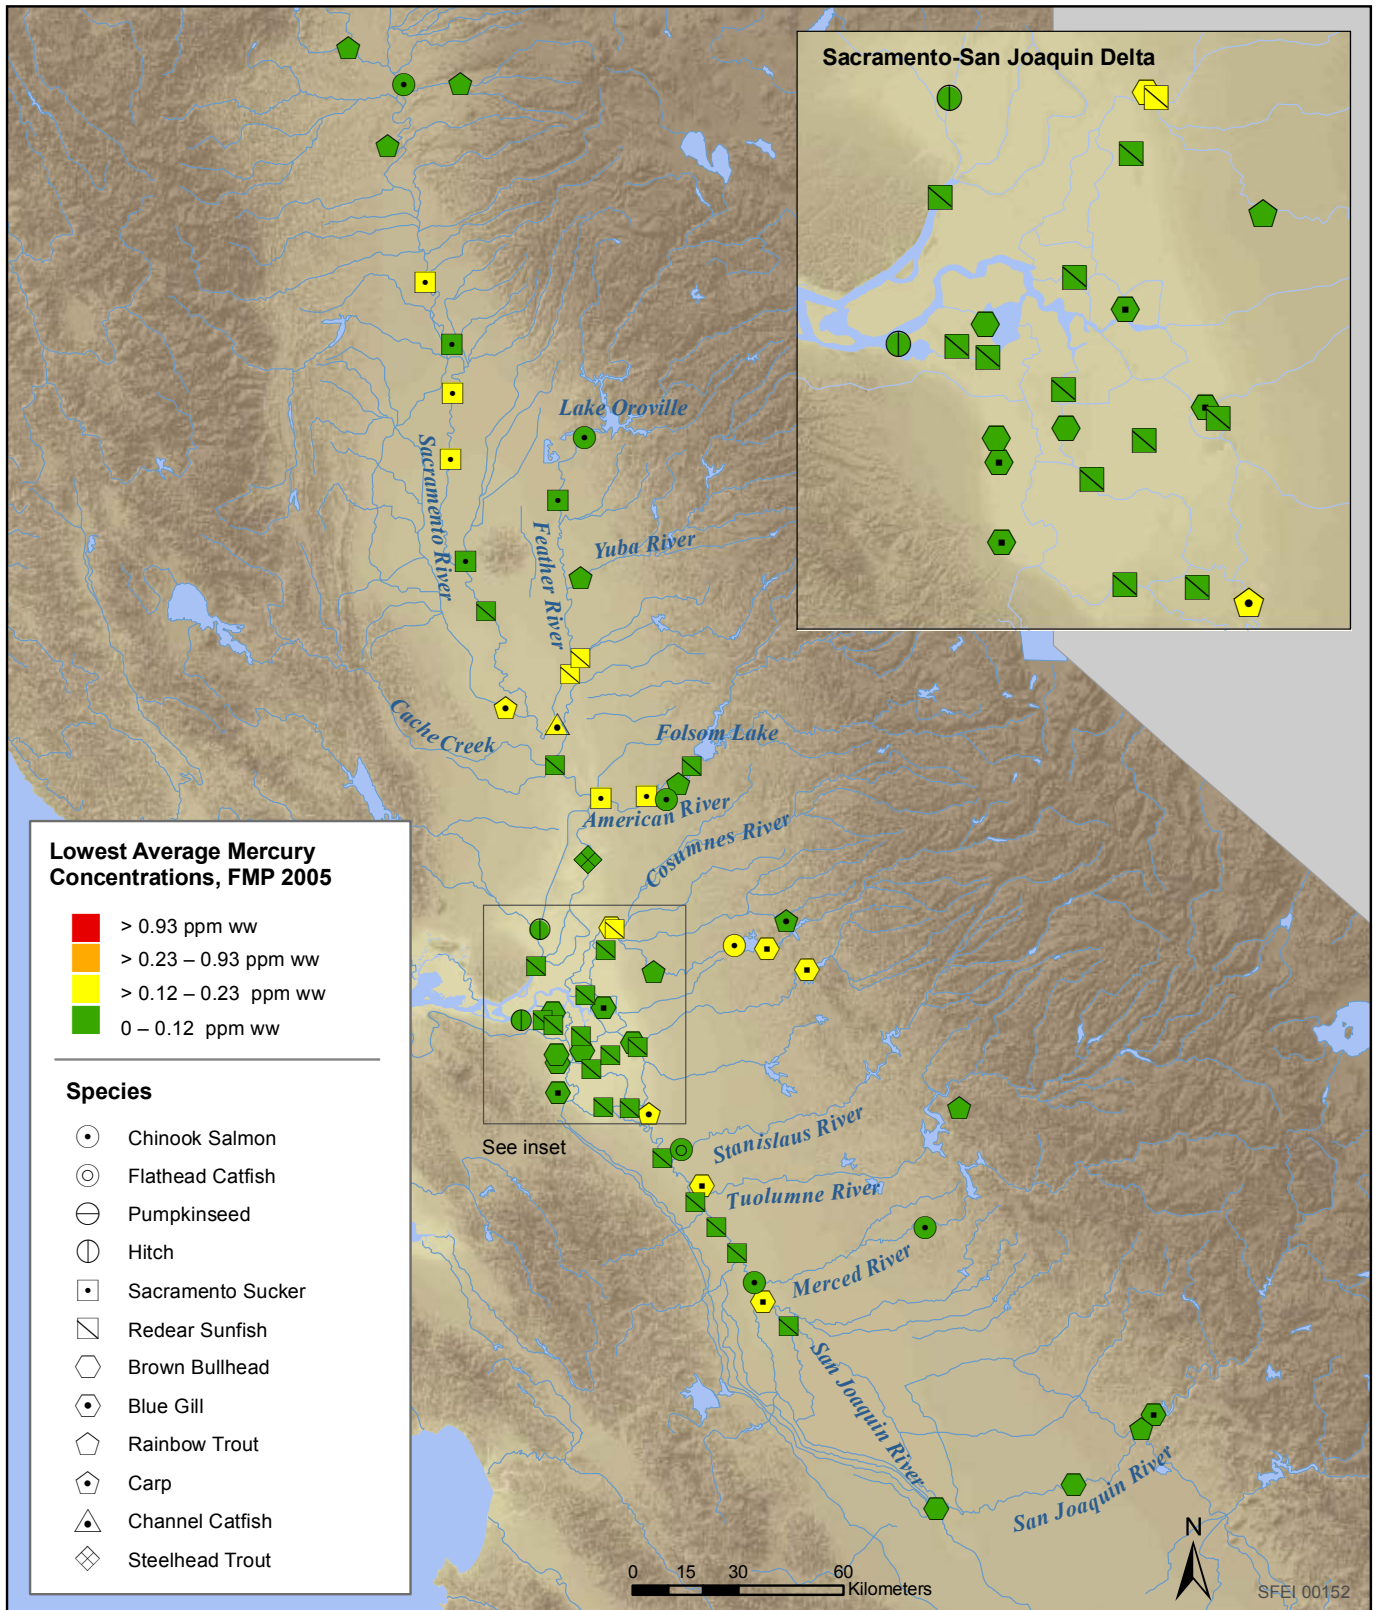 Sacramento-San Joaquin Delta
Lake Oroville
Sacramento River
Feather River
Yuba River
Cache Creek
Folsom Lake
American River
Cosumnes River
Lowest Average Mercury
Concentrations, FMP 2005
> 0.93 ppm ww
> 0.23 – 0.93 ppm ww
> 0.12 – 0.23 ppm ww
0 – 0.12 ppm ww
Species
Chinook Salmon
Flathead Catfish
Pumpkinseed
Hitch
Sacramento Sucker
Redear Sunfish
Brown Bullhead
Blue Gill
Rainbow Trout
Carp
Channel Catfish
Steelhead Trout
See inset
Stanislaus River
Tuolumne River
Merced River
San Joaquin River
San Joaquin River
N
0 15 30 60
Kilometers
SFEI 00152